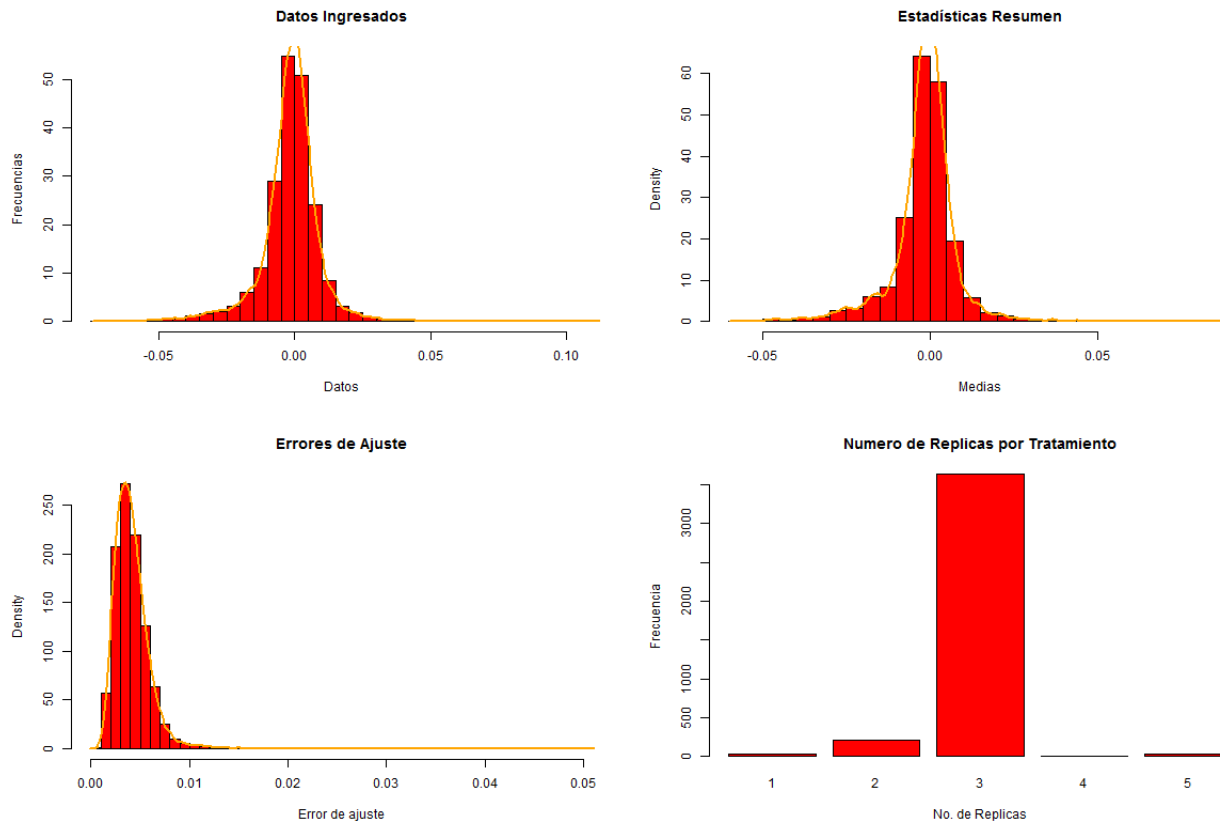 Datos Ingresados
Frecuencias
0 10 20 30 40 50
-0.05 0.00 0.05 0.10
Datos
Estadísticas Resumen
Density
0 10 20 30 40 50 60
-0.05 0.00 0.05
Medias
Errores de Ajuste
Density
0 50 100 150 200 250
0.00 0.01 0.02 0.03 0.04 0.05
Error de ajuste
Numero de Replicas por Tratamiento
Frecuencia
0 500 1000 2000 3000
1 2 3 4 5
No. de Replicas